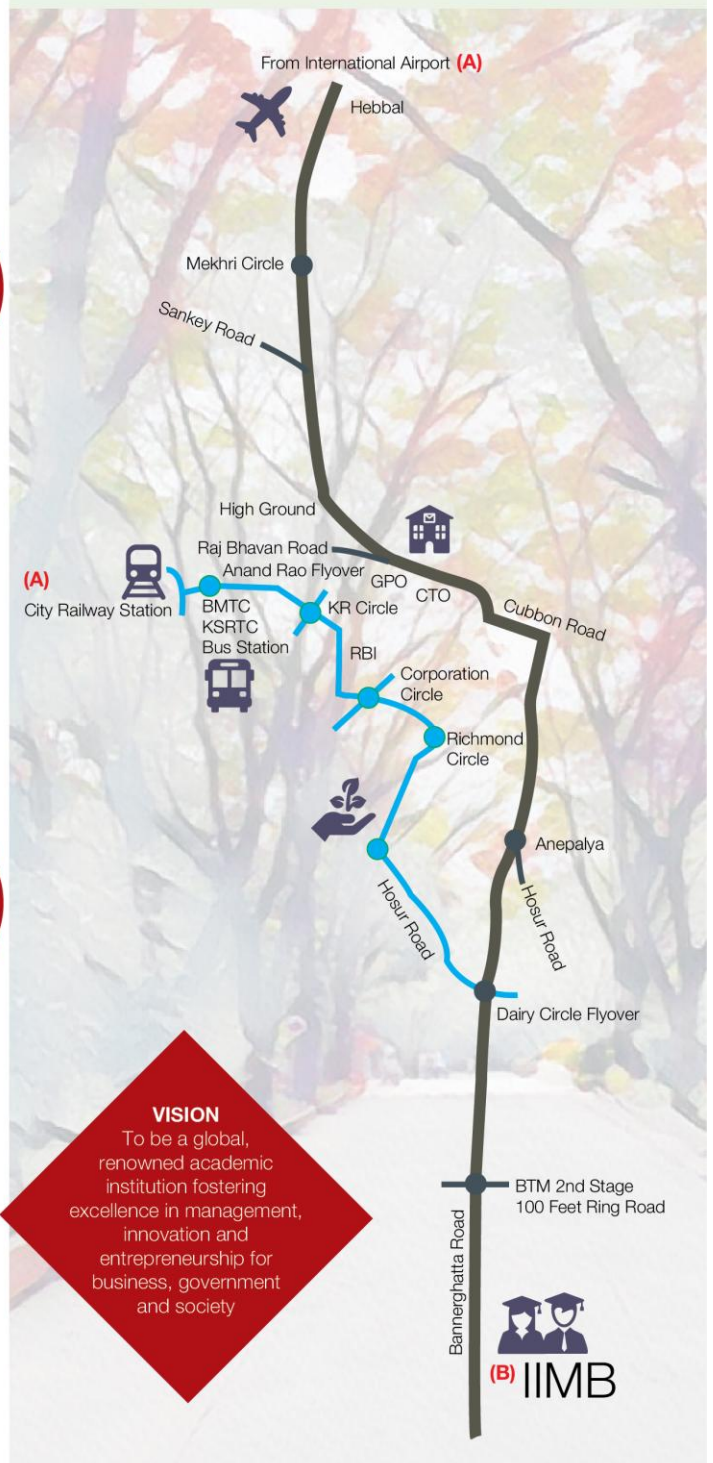 From International Airport (A)
Hebbal
Mekhri Circle
Sankey Road
High Ground
Raj Bhavan Road
GPO
CTO
Cubbon Road
(A)
City Railway Station
Anand Rao Flyover
BMTC
KSRTC
Bus Station
KR Circle
RBI
Corporation
Circle
Richmond
Circle
Anepalya
Hosur Road
Hosur Road
Dairy Circle Flyover
VISION
To be a global,
renowned academic
institution fostering
excellence in management,
innovation and
entrepreneurship for
business, government
and society
BTM 2nd Stage
100 Feet Ring Road
Bannerghatta Road
(B) IIMB